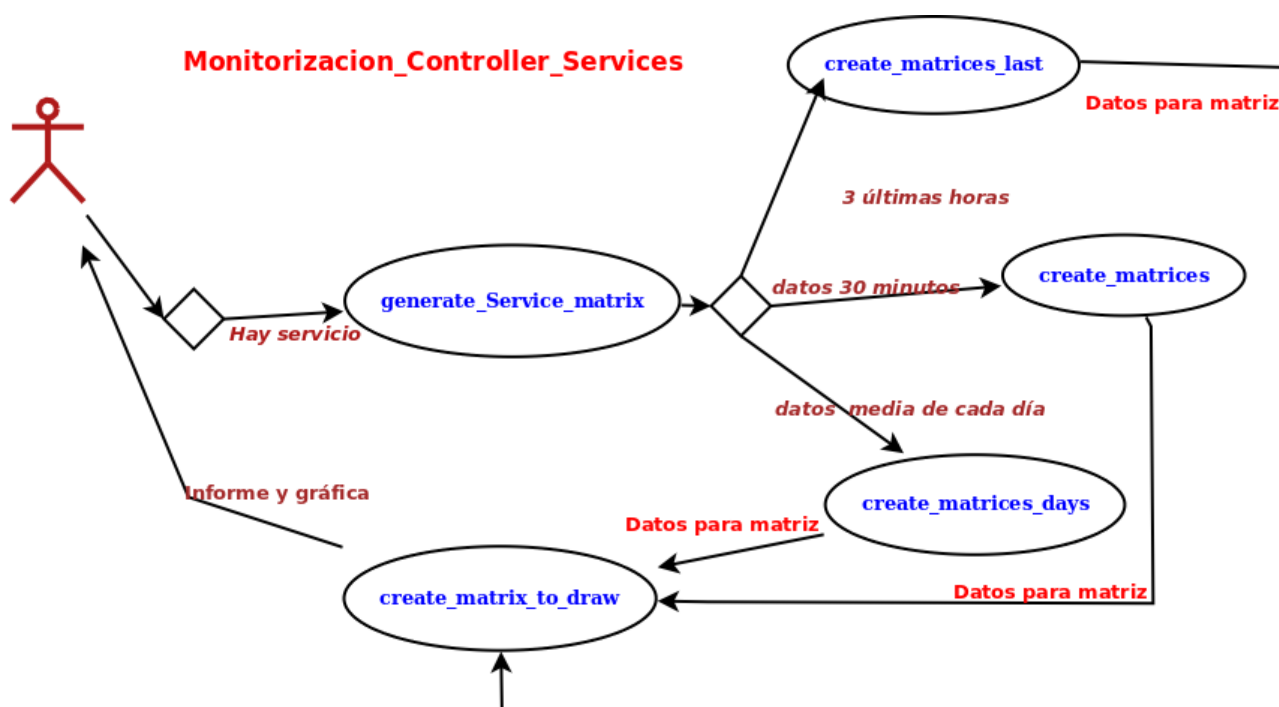 Monitorizacion_Controller_Services
create_matrices_last
Datos para matriz
3 últimas horas
create_matrices
datos 30 minutos
generate_Service_matrix
Hay servicio
datos media de cada día
Informe y gráfica
create_matrices_days
Datos para matriz
create_matrix_to_draw
Datos para matriz